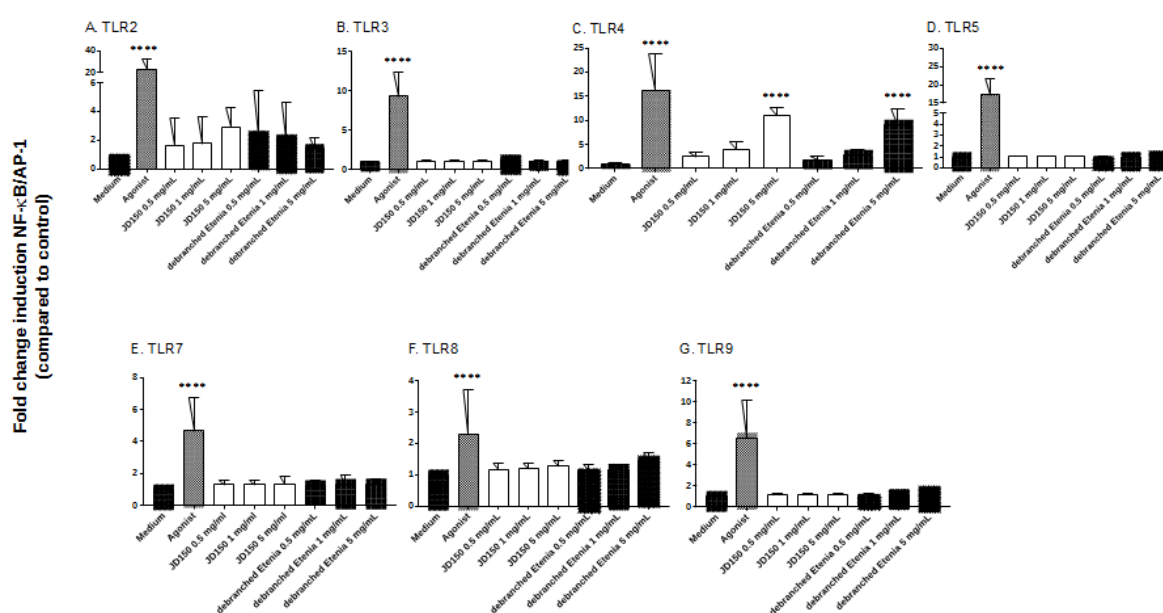 Fold change induction NF-κB/AP-1
(compared to control)
A. TLR2
****
40
20
6
4
2
0
Medium
Agonist
JD150 0.5 mg/mL
JD150 1 mg/mL
JD150 5 mg/mL
debranched Etenia 0.5 mg/mL
debranched Etenia 1 mg/mL
debranched Etenia 5 mg/mL
B. TLR3
****
15
10
5
0
Medium
Agonist
JD150 0.5 mg/mL
JD150 1 mg/mL
JD150 5 mg/mL
debranched Etenia 0.5 mg/mL
debranched Etenia 1 mg/mL
debranched Etenia 5 mg/mL
C. TLR4
**** **** ****
25
20
15
10
5
0
Medium
Agonist
JD150 0.5 mg/mL
JD150 1 mg/mL
JD150 5 mg/mL
debranched Etenia 0.5 mg/mL
debranched Etenia 1 mg/mL
debranched Etenia 5 mg/mL
D. TLR5
****
30
25
20
15
10
5
4
3
2
1
0
Medium
Agonist
JD150 0.5 mg/mL
JD150 1 mg/mL
JD150 5 mg/mL
debranched Etenia 0.5 mg/mL
debranched Etenia 1 mg/mL
debranched Etenia 5 mg/mL
E. TLR7
****
8
6
4
2
0
Medium
Agonist
JD150 0.5 mg/ml
JD150 1 mg/ml
JD150 5 mg/ml
debranched Etenia 0.5 mg/mL
debranched Etenia 1 mg/mL
debranched Etenia 5 mg/mL
F. TLR8
****
4
3
2
1
0
Medium
Agonist
JD150 0.5 mg/mL
JD150 1 mg/mL
JD150 5 mg/mL
debranched Etenia 0.5 mg/mL
debranched Etenia 1 mg/mL
debranched Etenia 5 mg/mL
G. TLR9
****
12
10
8
6
4
2
0
Medium
Agonist
JD150 0.5 mg/mL
JD150 1 mg/mL
JD150 5 mg/mL
debranched Etenia 0.5 mg/mL
debranched Etenia 1 mg/mL
debranched Etenia 5 mg/mL